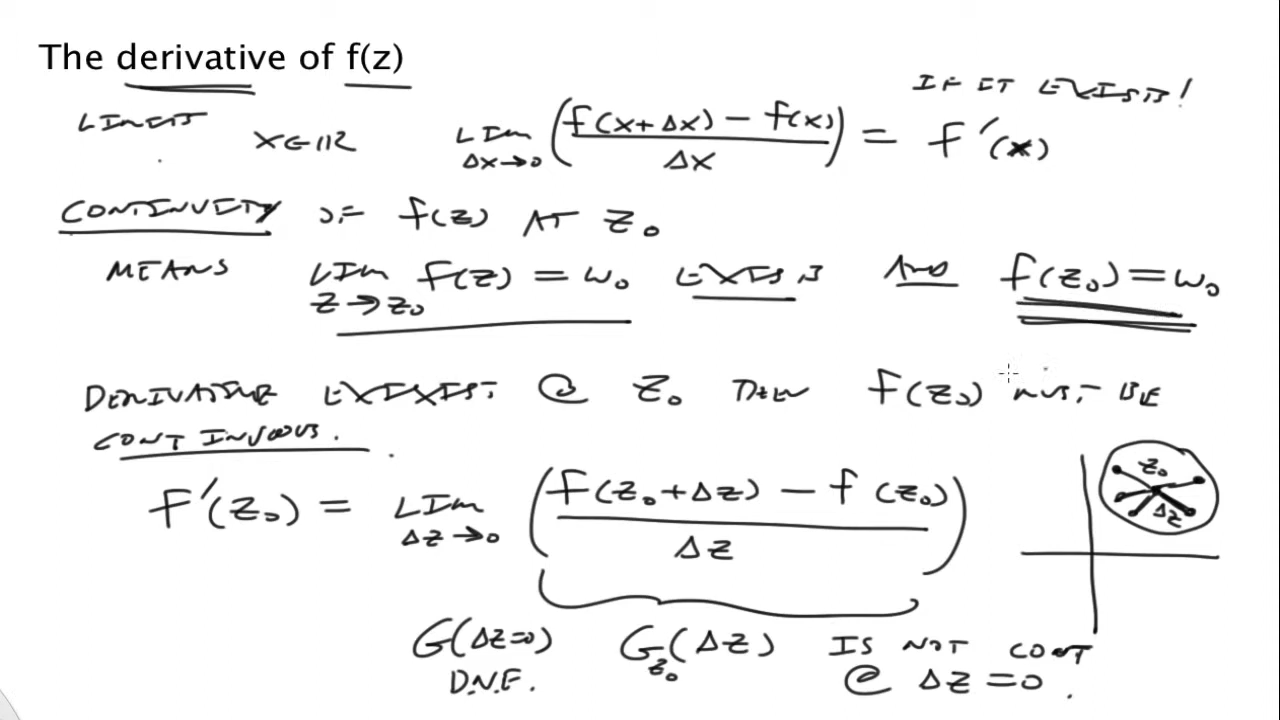 The derivative of f(z)
IF IT EXISTS!
LIMITS x∈ℝ LIM Δx→0 (f(x+Δx) − f(x) / Δx) = f'(x)
CONTINUITY OF f(z) AT z₀
MEANS LIM z→z₀ f(z) = w₀ EXISTS AND f(z₀) = w₀
DERIVATIVE EXIXIST @ z₀ THEN f(z₀) MUST BE
CONTINUOUS.
z₀
Δz
F'(z₀) = LIM Δz→0 (f(z₀+Δz) − f(z₀) / Δz)
G(Δz=0) G_z₀(Δz) IS NOT CONT
D.N.E. @ Δz=0.